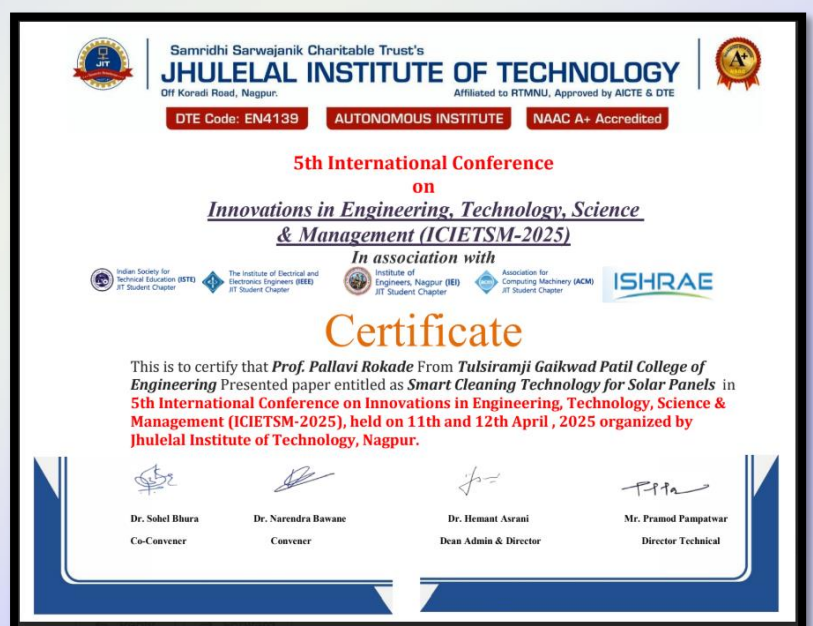 Samridhi Sarwajanik Charitable Trust's
JHULELAL INSTITUTE OF TECHNOLOGY
Off Koradi Road, Nagpur. Affiliated to RTMNU, Approved by AICTE & DTE
JIT
A+
DTE Code: EN4139 AUTONOMOUS INSTITUTE NAAC A+ Accredited
5th International Conference
on
Innovations in Engineering, Technology, Science
& Management (ICIETSM-2025)
In association with
Indian Society for
Technical Education (ISTE)
JIT Student Chapter
The Institute of Electrical and
Electronics Engineers (IEEE)
JIT Student Chapter
Institute of
Engineers, Nagpur (IEI)
JIT Student Chapter
acm
Association for
Computing Machinery (ACM)
JIT Student Chapter
ISHRAE
Certificate
This is to certify that Prof. Pallavi Rokade From Tulsiramji Gaikwad Patil College of
Engineering Presented paper entitled as Smart Cleaning Technology for Solar Panels in
5th International Conference on Innovations in Engineering, Technology, Science &
Management (ICIETSM-2025), held on 11th and 12th April , 2025 organized by
Jhulelal Institute of Technology, Nagpur.
Dr. Sohel Bhura Dr. Narendra Bawane Dr. Hemant Asrani Mr. Pramod Pampatwar
Co-Convener Convener Dean Admin & Director Director Technical